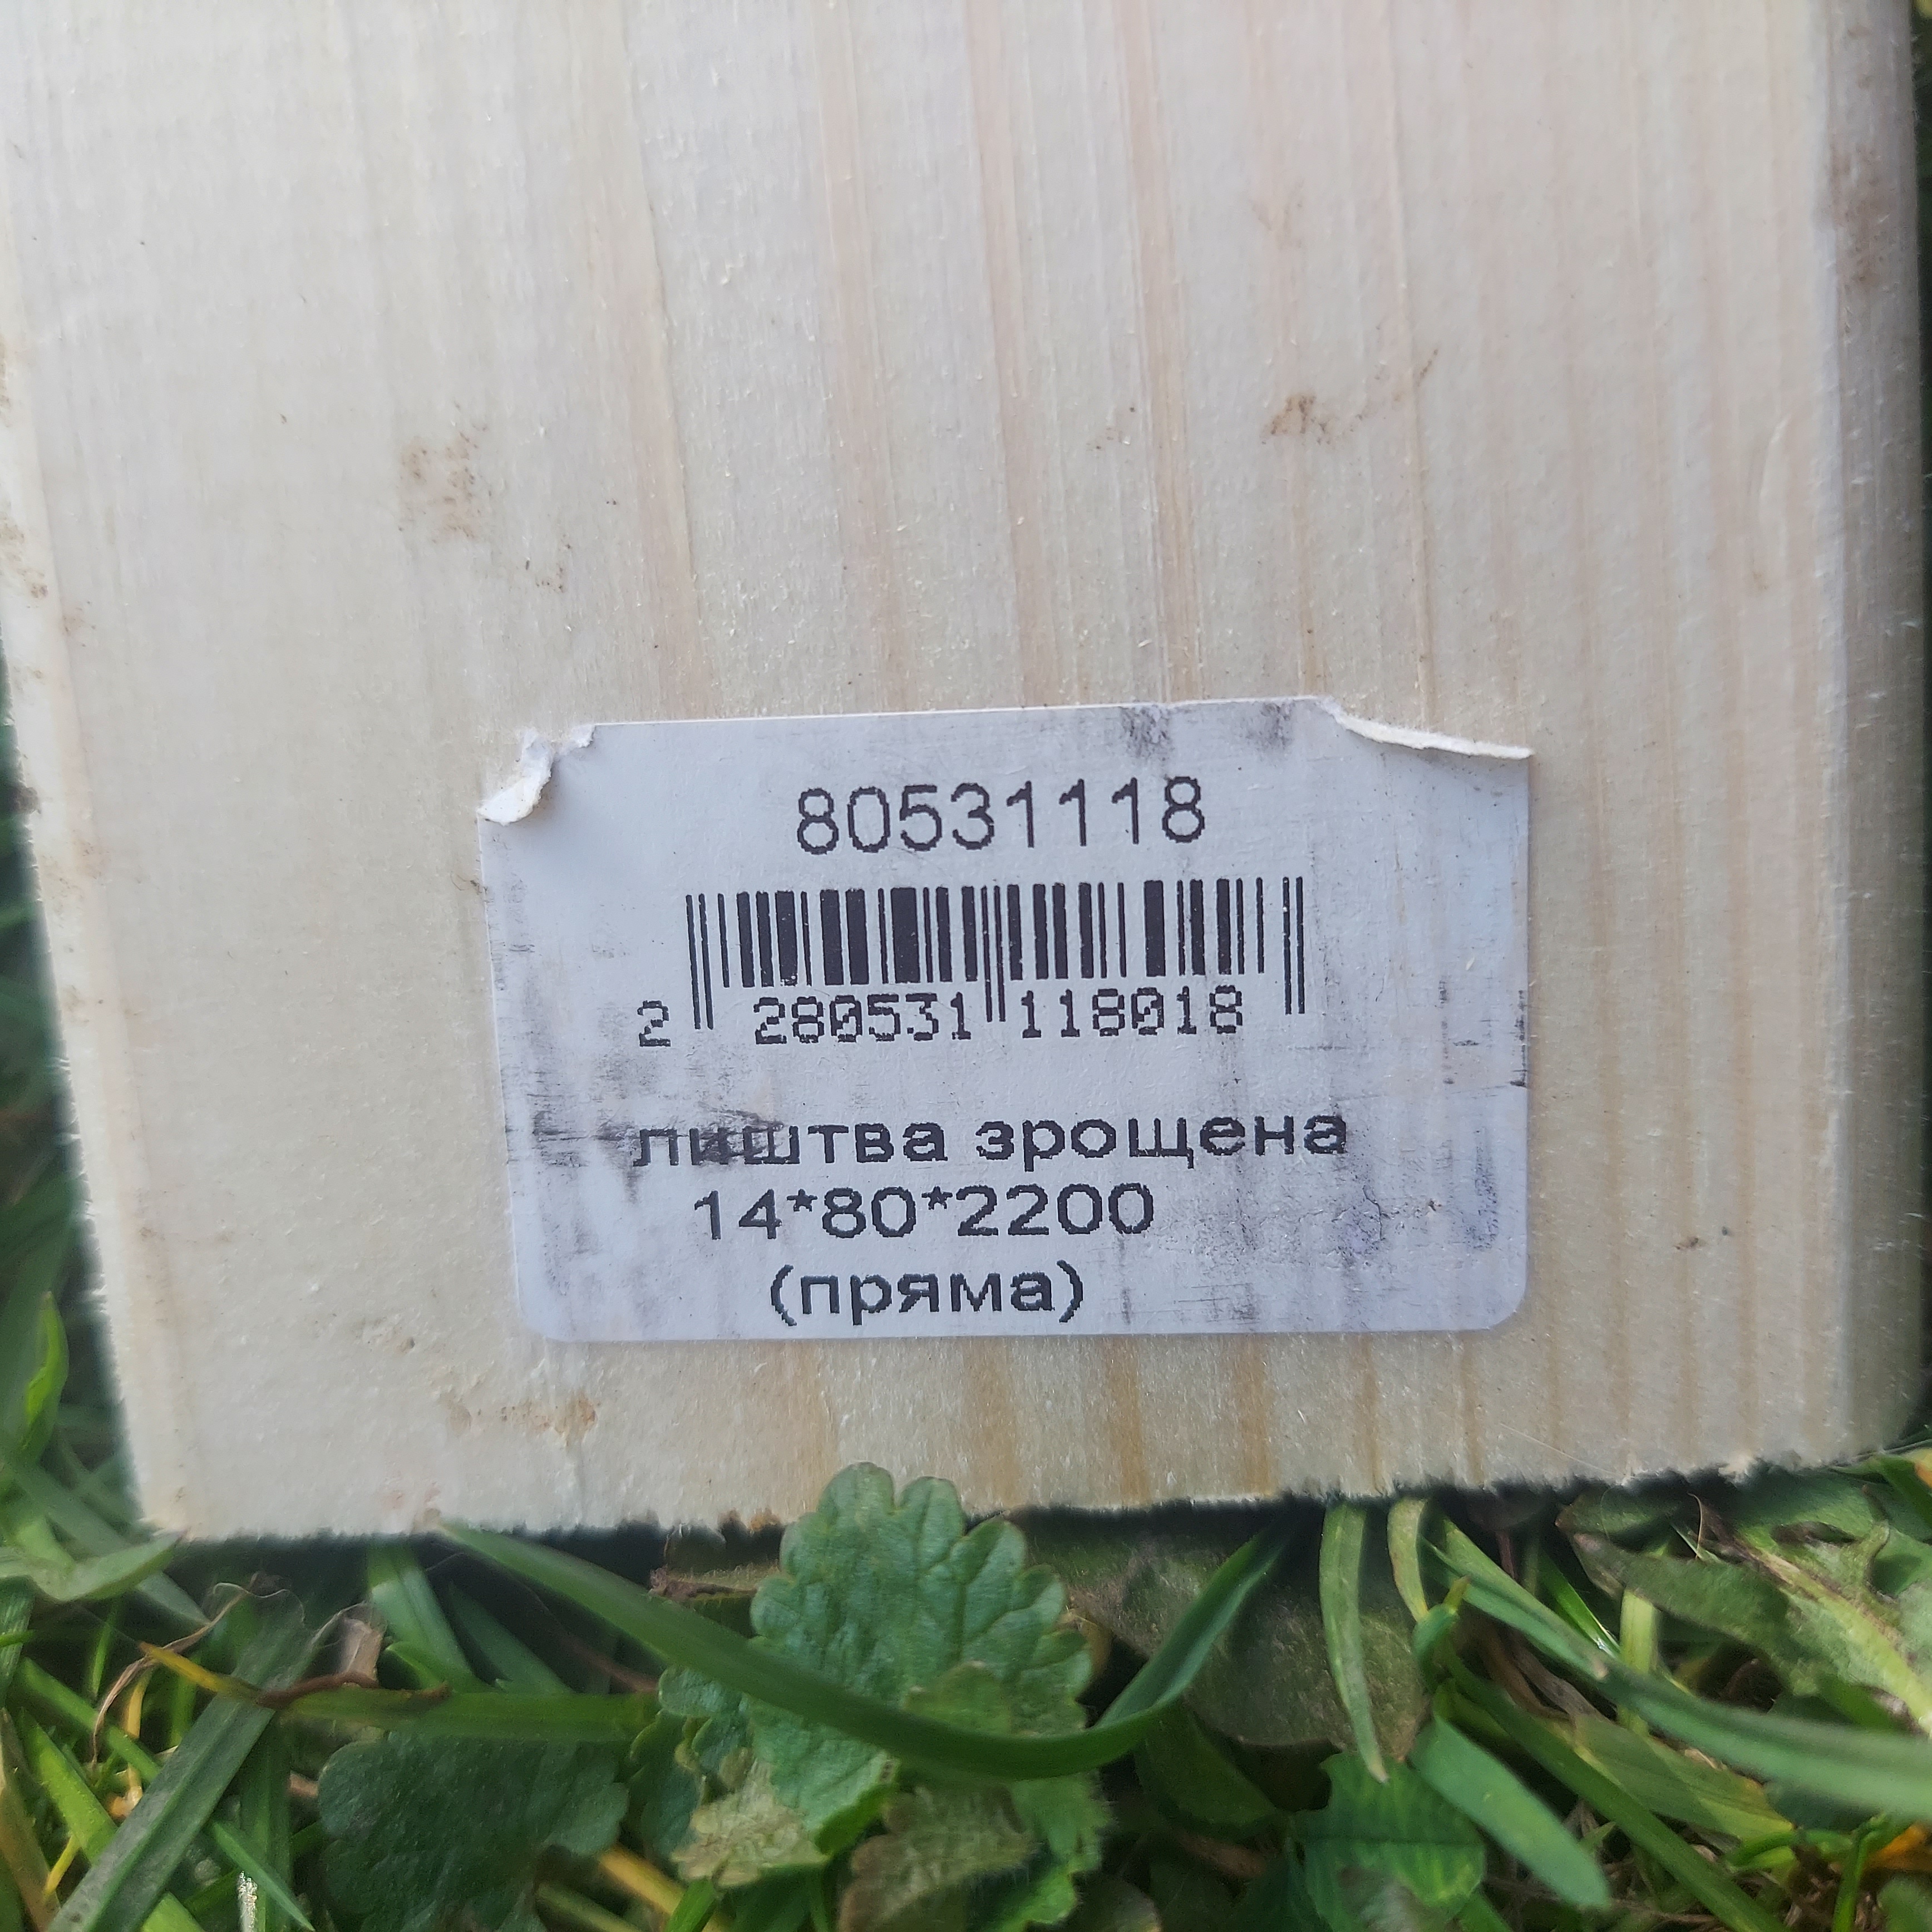 80531118
2 280531 118018
лиштва зрощена
14*80*2200
(пряма)